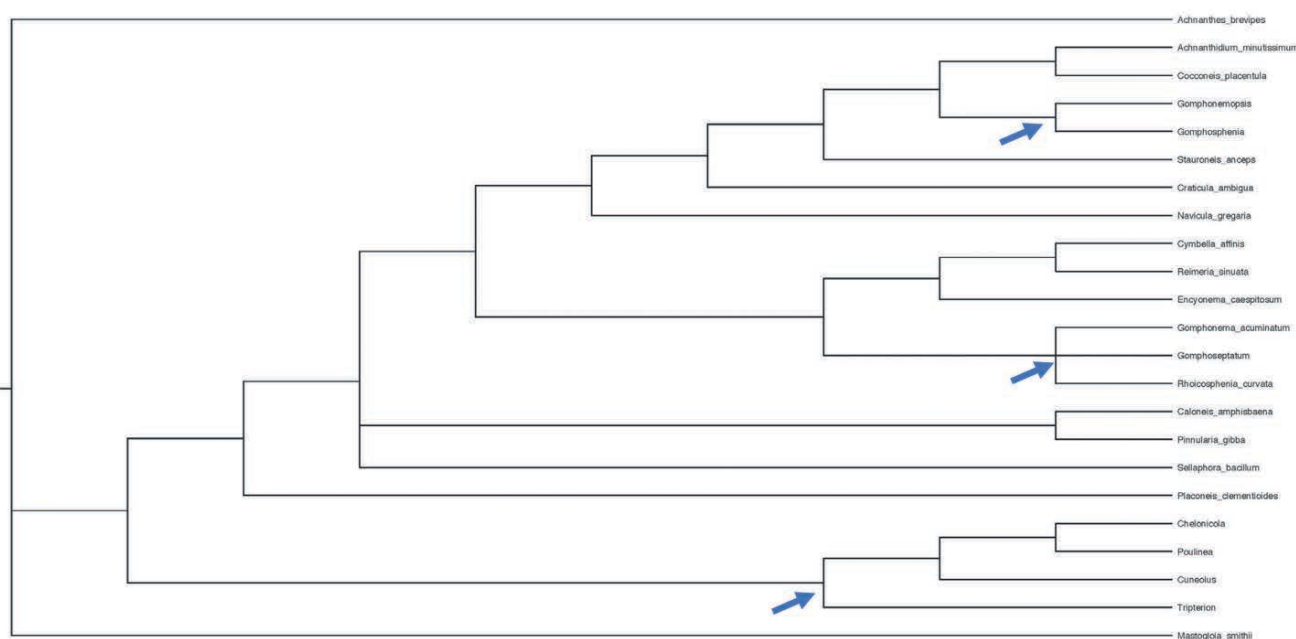 Achnanthes_brevipes
Achnanthidium_minutissimum
Cocconeis_placentula
Gomphonemopsis
Gomphosphenia
Stauroneis_anceps
Craticula_ambigua
Navicula_gregaria
Cymbella_affinis
Reimeria_sinuata
Encyonema_caespitosum
Gomphonema_acuminatum
Gomphoseptatum
Rhoicosphenia_curvata
Caloneis_amphisbaena
Pinnularia_gibba
Sellaphora_bacillum
Placoneis_clementioides
Chelonicola
Poulinea
Cuneolus
Tripterion
Mastogloia_smithii